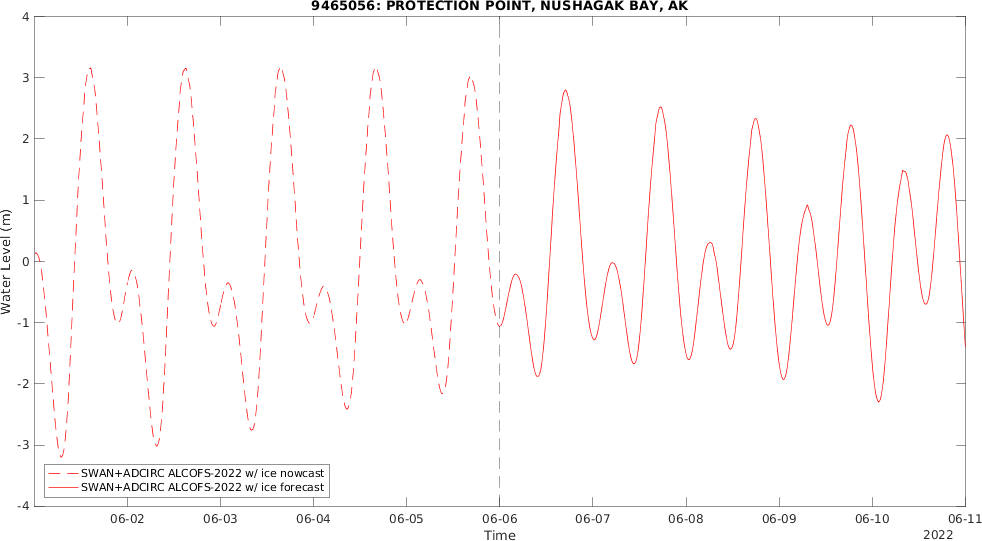 9465056: PROTECTION POINT, NUSHAGAK BAY, AK
4
3
2
1
0
-1
-2
-3
-4
Water Level (m)
SWAN+ADCIRC ALCOFS-2022 w/ ice nowcast
SWAN+ADCIRC ALCOFS-2022 w/ ice forecast
06-02 06-03 06-04 06-05 06-06 06-07 06-08 06-09 06-10 06-11
Time
2022